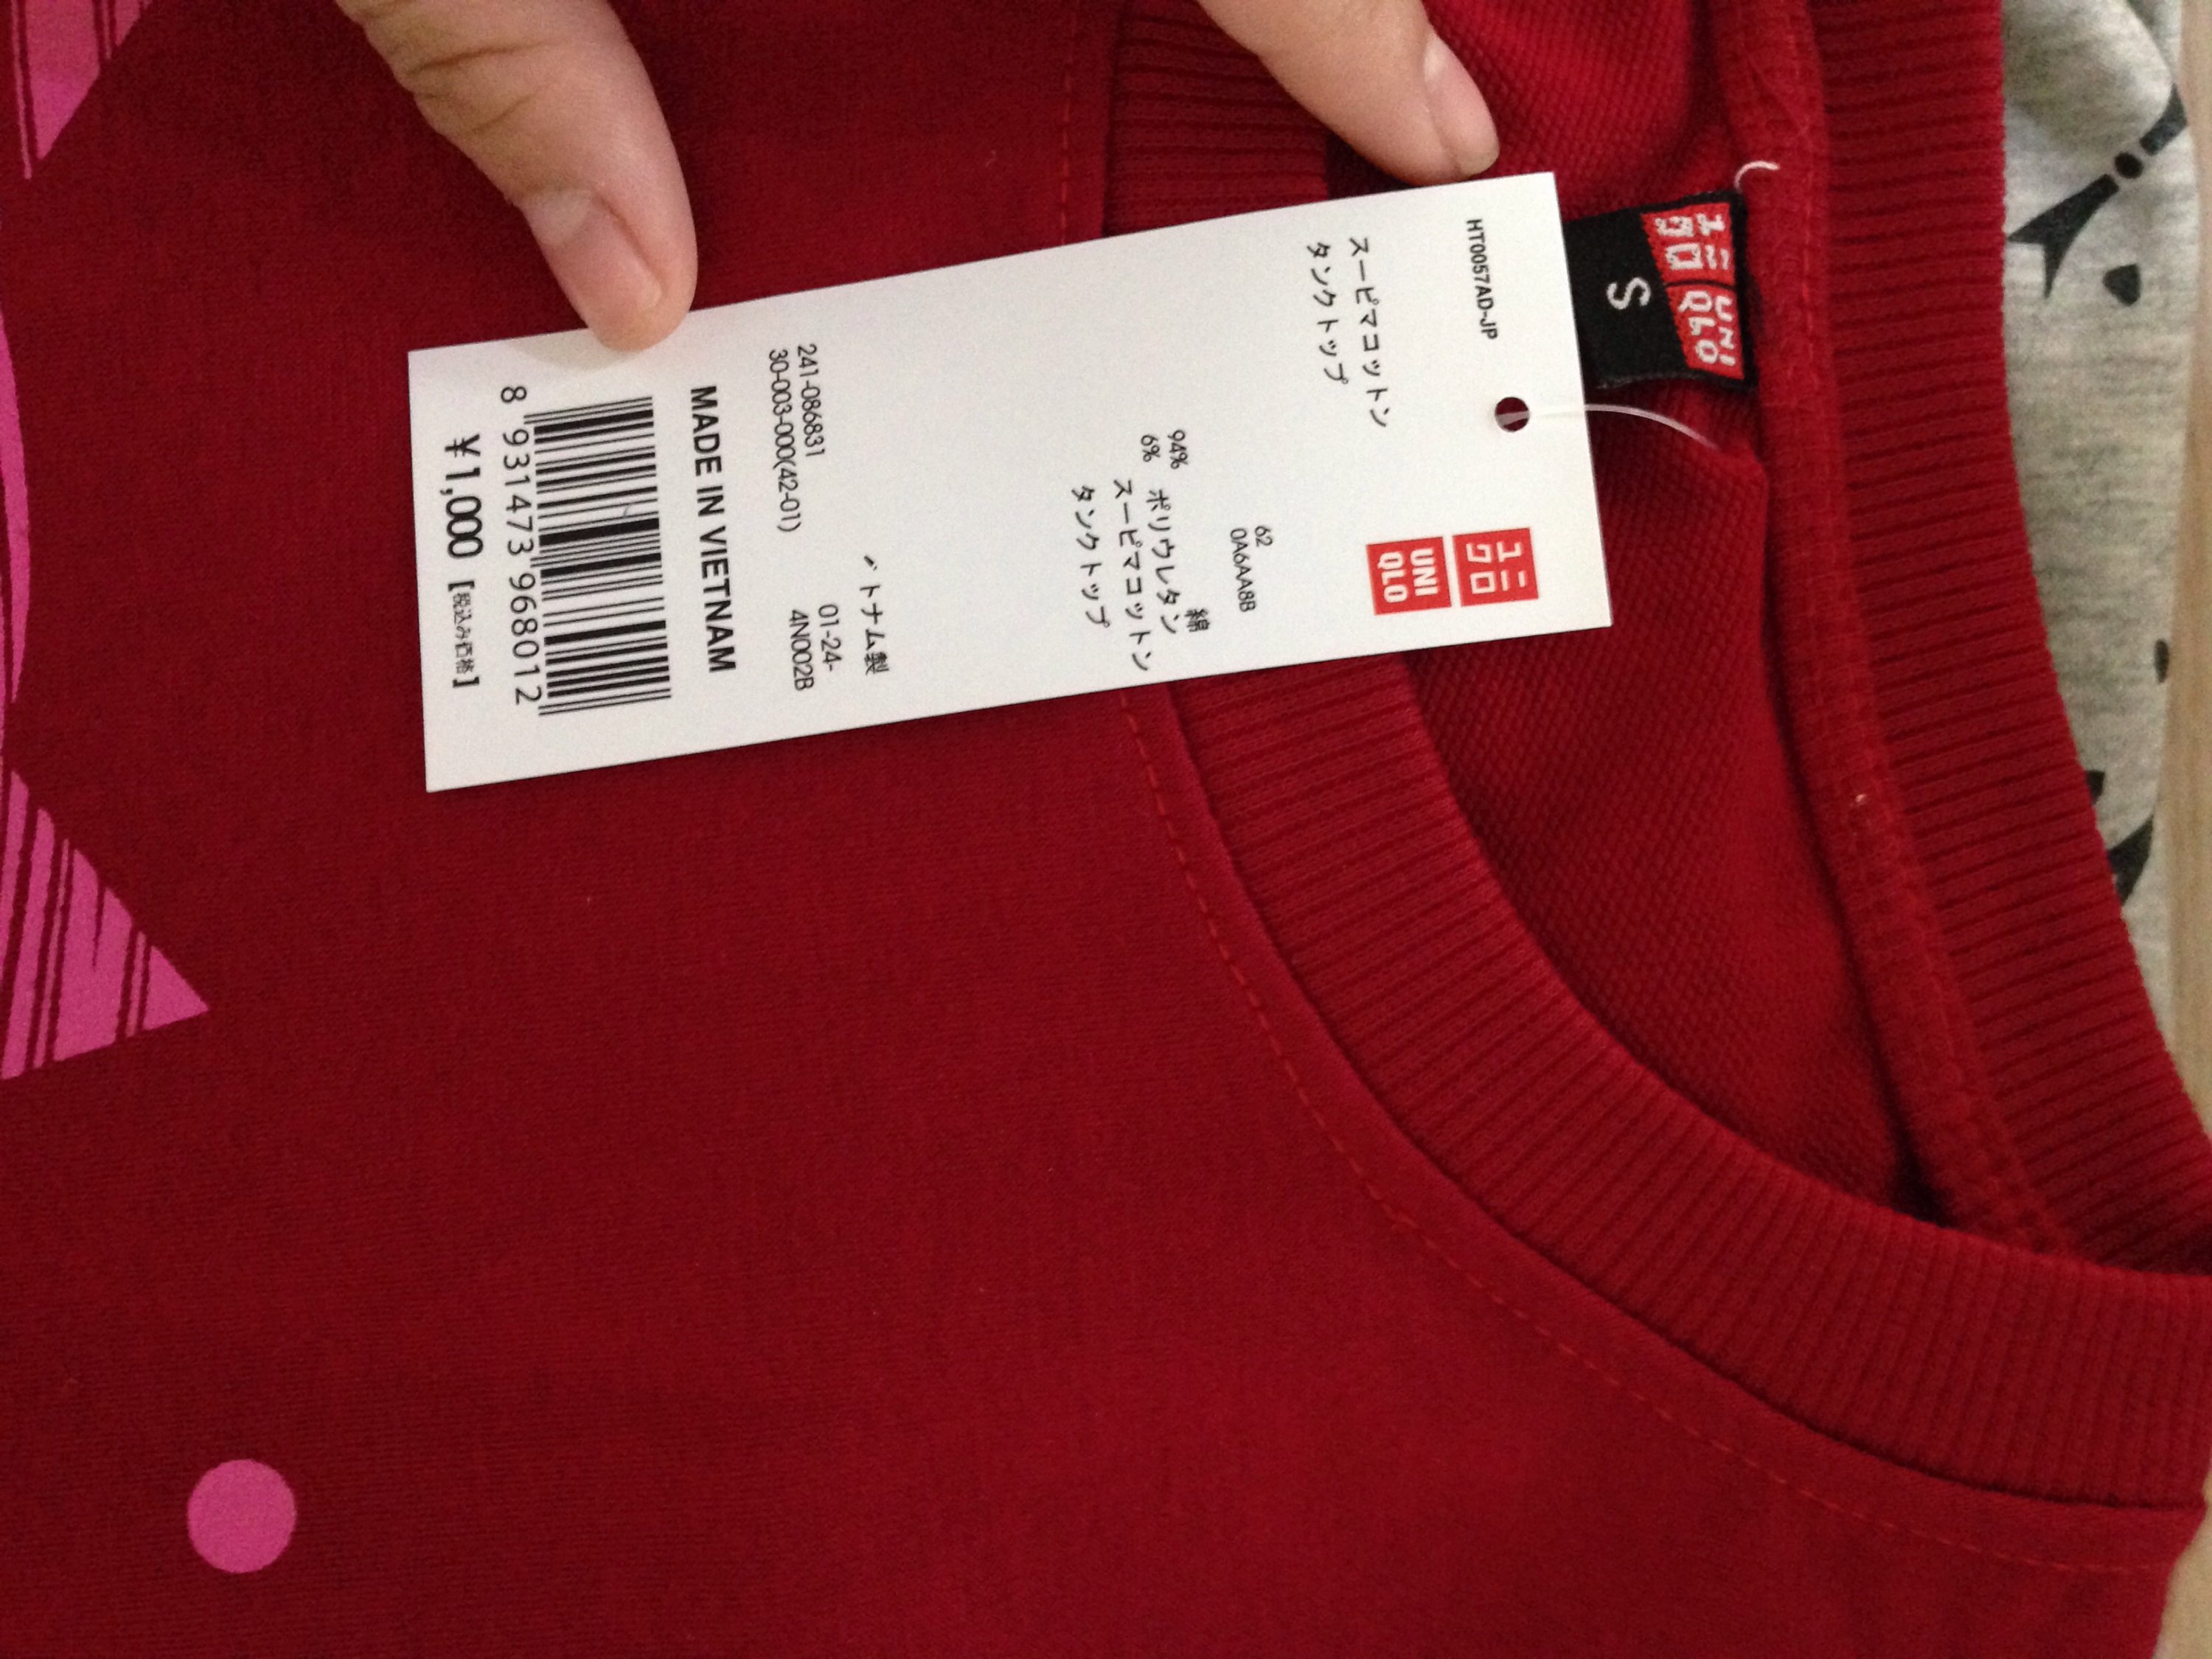 HT0057AD-JP
ユニ
クロ
UNI
QLO
スーピマコットン
タンクトップ
62
0A6AA8B
94% 綿
6% ポリウレタン
スーピマコットン
タンクトップ
トナム製
241-086831 01-24-
30-003-000(42-01) 4N002B
MADE IN VIETNAM
8 931473 968012
¥1,000 [税込み価格]
ユニ UNI
クロ QLO
S